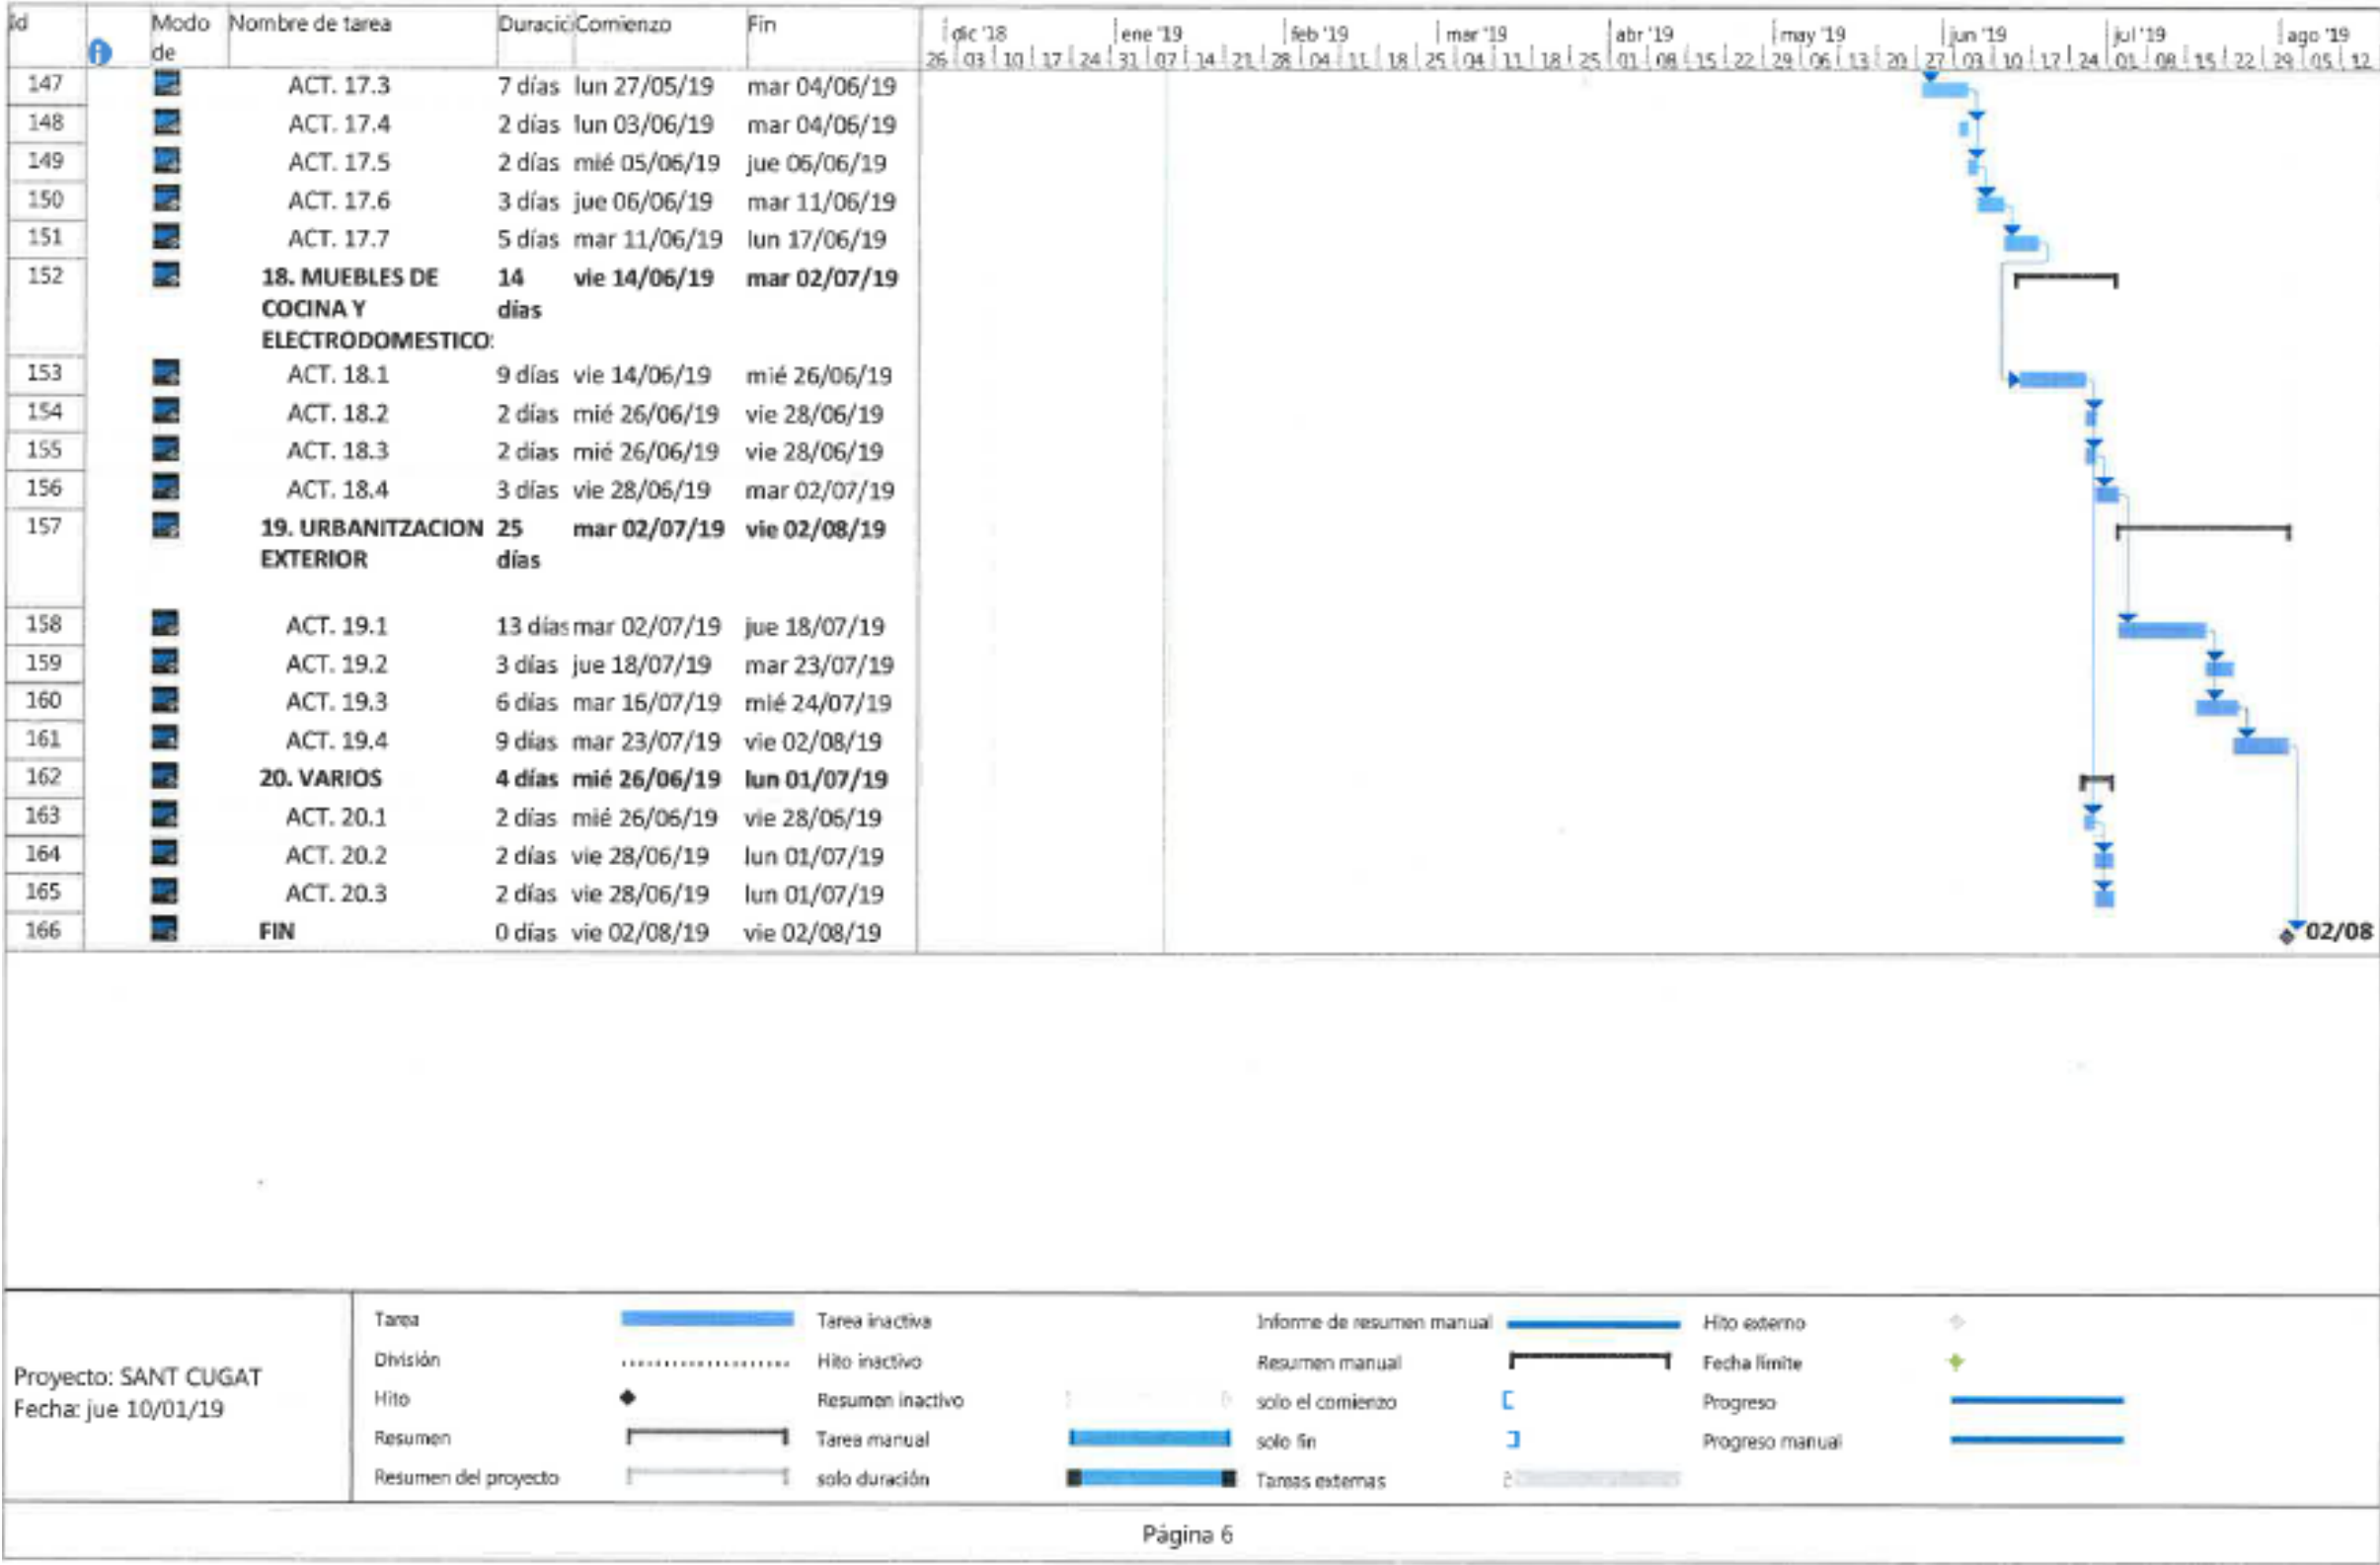 Id Modo de Nombre de tarea Duració Comienzo Fin
dic '18 ene '19 feb '19 mar '19 abr '19 may '19 jun '19 jul '19 ago '19
26 03 10 17 24 31 07 14 21 28 04 11 18 25 04 11 18 25 01 08 15 22 29 06 13 20 27 03 10 17 24 01 08 15 22 29 05 12
147 ACT. 17.3 7 días lun 27/05/19 mar 04/06/19
148 ACT. 17.4 2 días lun 03/06/19 mar 04/06/19
149 ACT. 17.5 2 días mié 05/06/19 jue 06/06/19
150 ACT. 17.6 3 días jue 06/06/19 mar 11/06/19
151 ACT. 17.7 5 días mar 11/06/19 lun 17/06/19
152 18. MUEBLES DE 14 vie 14/06/19 mar 02/07/19
COCINA Y días
ELECTRODOMESTICO
153 ACT. 18.1 9 días vie 14/06/19 mié 26/06/19
154 ACT. 18.2 2 días mié 26/06/19 vie 28/06/19
155 ACT. 18.3 2 días mié 26/06/19 vie 28/06/19
156 ACT. 18.4 3 días vie 28/06/19 mar 02/07/19
157 19. URBANITZACION 25 mar 02/07/19 vie 02/08/19
EXTERIOR días
158 ACT. 19.1 13 días mar 02/07/19 jue 18/07/19
159 ACT. 19.2 3 días jue 18/07/19 mar 23/07/19
160 ACT. 19.3 6 días mar 16/07/19 mié 24/07/19
161 ACT. 19.4 9 días mar 23/07/19 vie 02/08/19
162 20. VARIOS 4 días mié 26/06/19 lun 01/07/19
163 ACT. 20.1 2 días mié 26/06/19 vie 28/06/19
164 ACT. 20.2 2 días vie 28/06/19 lun 01/07/19
165 ACT. 20.3 2 días vie 28/06/19 lun 01/07/19
166 FIN 0 días vie 02/08/19 vie 02/08/19 02/08
Proyecto: SANT CUGAT
Fecha: jue 10/01/19
Tarea Tarea inactiva Informe de resumen manual Hito externo
División Hito inactivo Resumen manual Fecha límite
Hito Resumen inactivo solo el comienzo Progreso
Resumen Tarea manual solo fin Progreso manual
Resumen del proyecto solo duración Tareas externas
Página 6